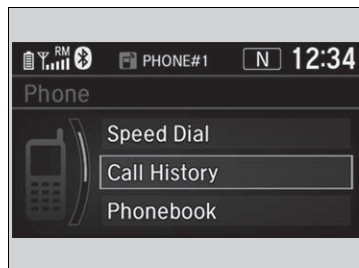 RM PHONE#1 N 12:34
Phone
Speed Dial
Call History
Phonebook